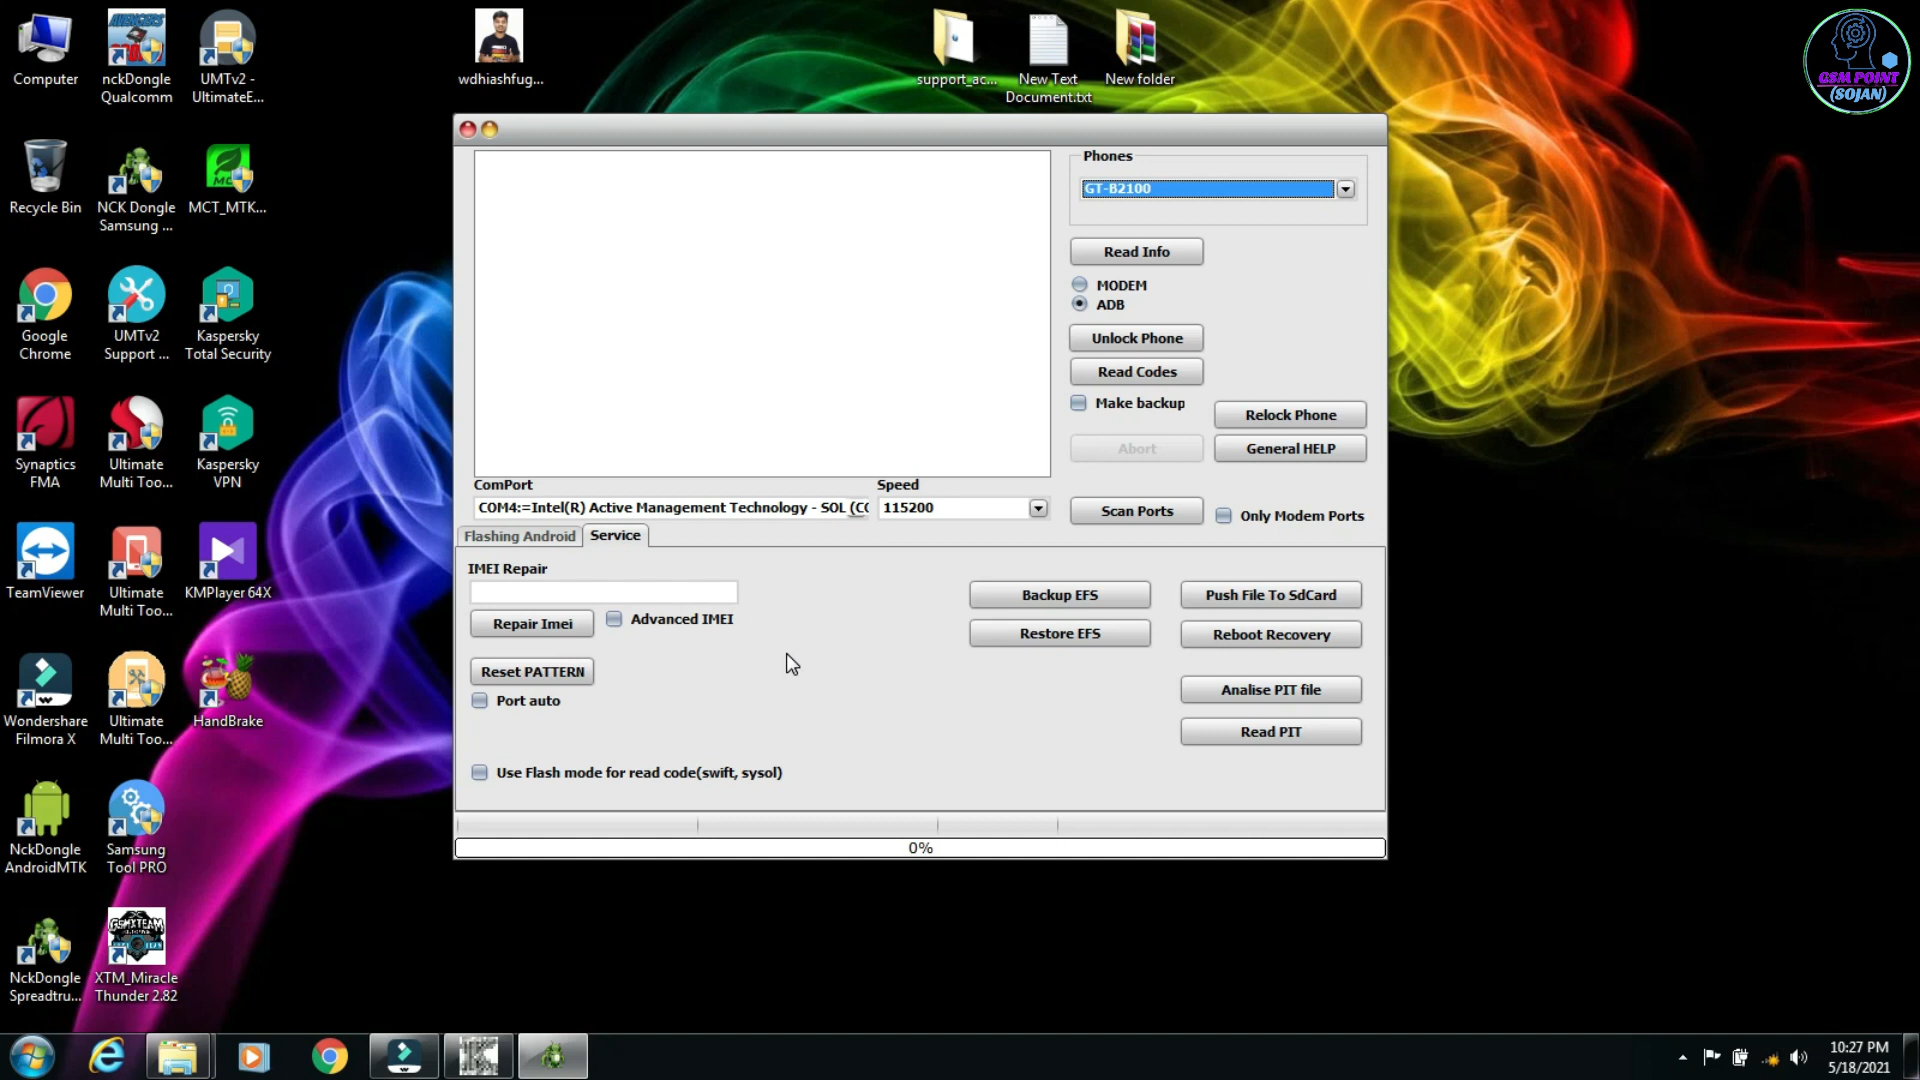 Computer
nckDongle
Qualcomm
UMTv2 -
UltimateE...
wdhiashfug...
support_ac...
New Text
Document.txt
New folder
GSM POINT
(SOJAN)
Recycle Bin
NCK Dongle
Samsung ...
MCT_MTK...
Google
Chrome
UMTv2
Support ...
Kaspersky
Total Security
Synaptics
FMA
Ultimate
Multi Too...
Kaspersky
VPN
TeamViewer
Ultimate
Multi Too...
KMPlayer 64X
Wondershare
Filmora X
Ultimate
Multi Too...
HandBrake
NckDongle
AndroidMTK
Samsung
Tool PRO
NckDongle
Spreadtru...
XTM_Miracle
Thunder 2.82
Phones
GT-B2100
Read Info
MODEM
ADB
Unlock Phone
Read Codes
Make backup
Relock Phone
Abort
General HELP
ComPort
Speed
COM4:=Intel(R) Active Management Technology - SOL (CO
115200
Scan Ports
Only Modem Ports
Flashing Android
Service
IMEI Repair
Repair Imei
Advanced IMEI
Backup EFS
Push File To SdCard
Restore EFS
Reboot Recovery
Reset PATTERN
Port auto
Analise PIT file
Read PIT
Use Flash mode for read code(swift, sysol)
0%
10:27 PM
5/18/2021